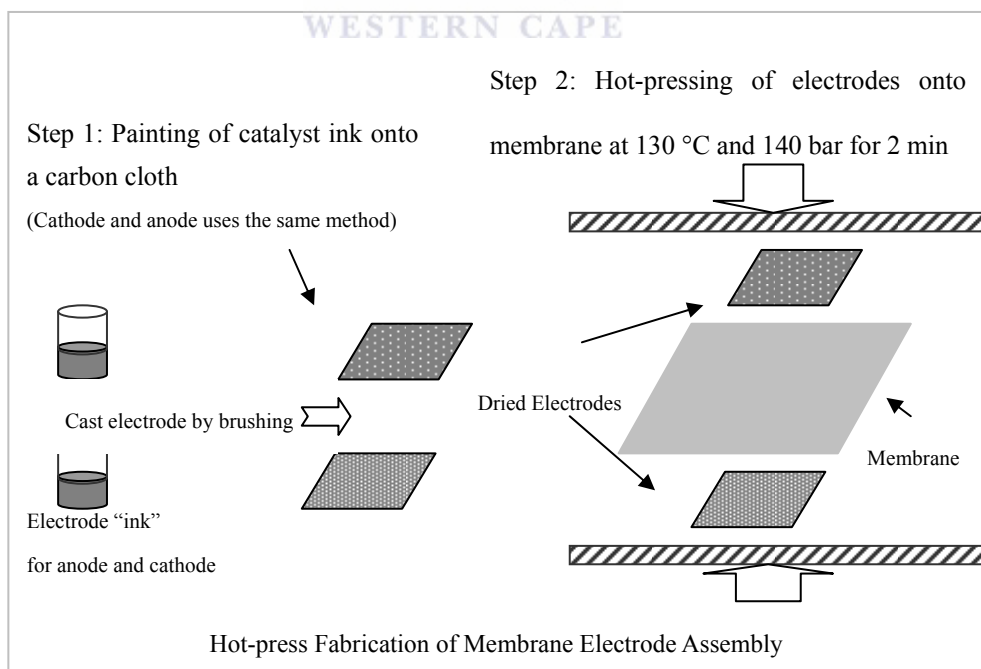 WESTERN CAPE
Step 1: Painting of catalyst ink onto
a carbon cloth
(Cathode and anode uses the same method)
Step 2: Hot-pressing of electrodes onto
membrane at 130 °C and 140 bar for 2 min
Cast electrode by brushing
Electrode “ink”
for anode and cathode
Dried Electrodes
Membrane
Hot-press Fabrication of Membrane Electrode Assembly